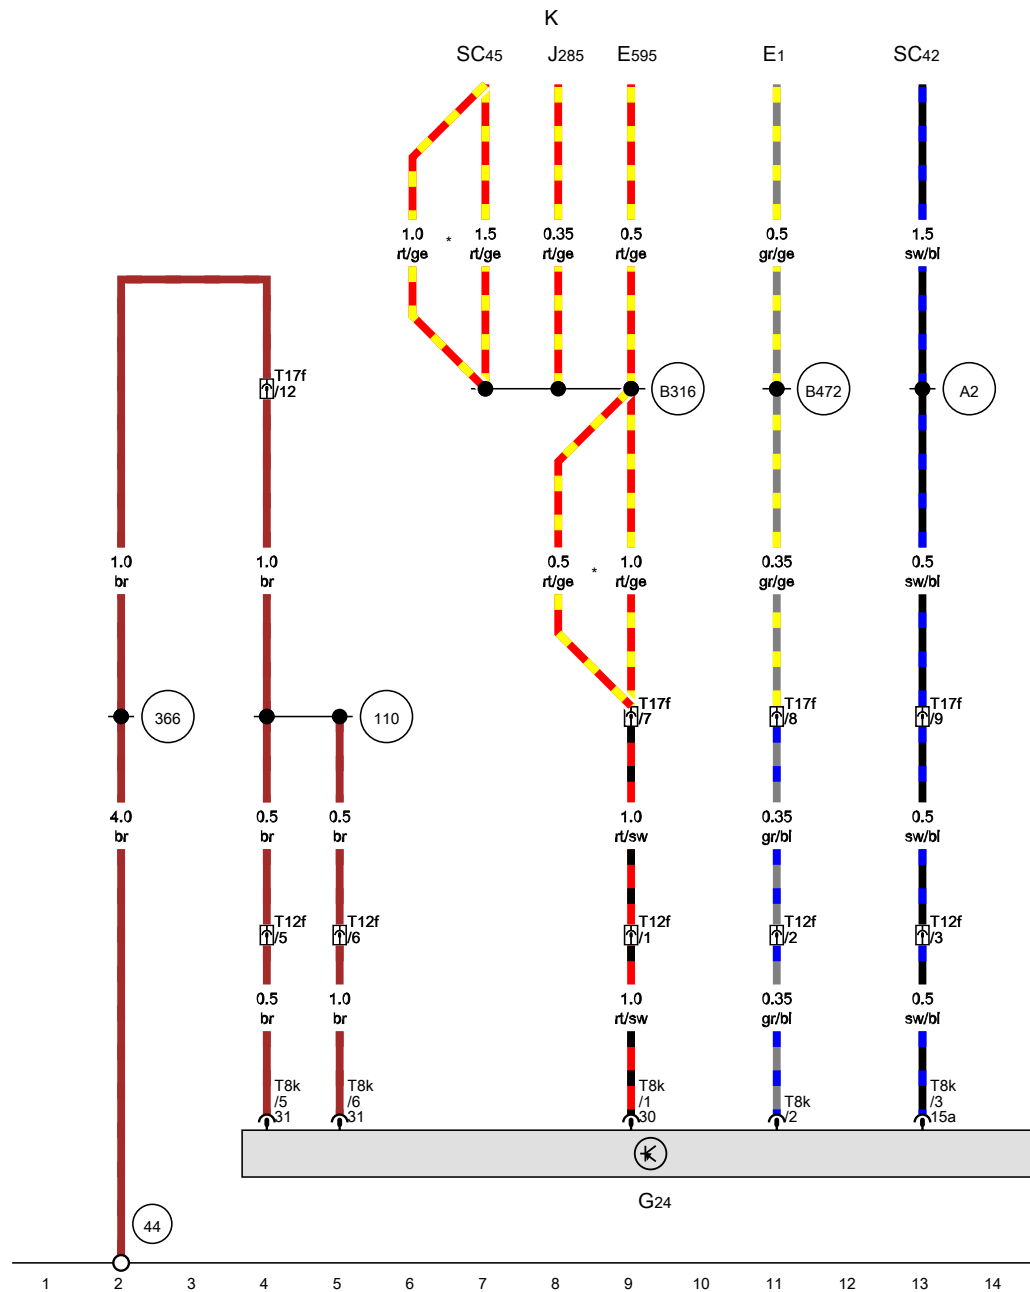 K
SC45 J285 E595 E1 SC42
1.0 * 1.5 0.35 0.5 0.5 1.5
rt/ge rt/ge rt/ge rt/ge gr/ge sw/bl
T17f
/12
B316 B472 A2
1.0 1.0 0.5 * 1.0 0.35 0.5
br br rt/ge rt/ge gr/ge sw/bl
T17f T17f T17f
/7 /8 /9
366 110
4.0 0.5 0.5 1.0 0.35 0.5
br br br rt/sw gr/bl sw/bl
T12f T12f T12f T12f T12f
/5 /6 /1 /2 /3
0.5 1.0 1.0 0.35 0.5
br br rt/sw gr/bl sw/bl
T8k T8k T8k T8k T8k
/5 /6 /1 /2 /3
31 31 30 15a
G24
44
1 2 3 4 5 6 7 8 9 10 11 12 13 14